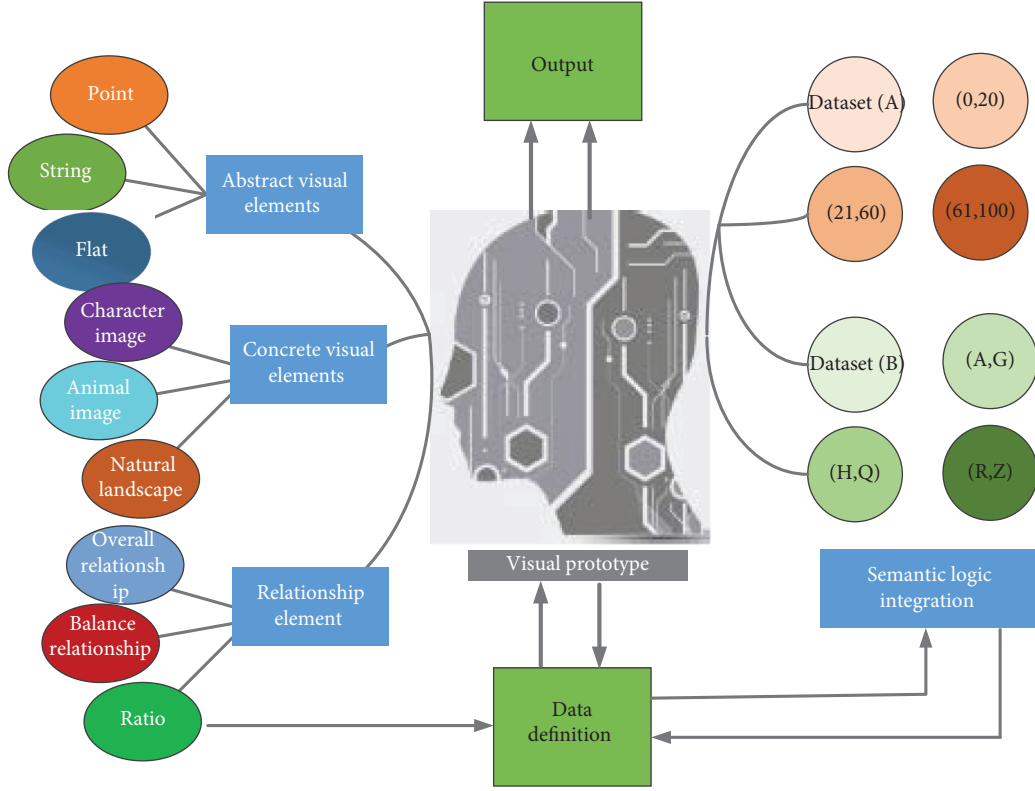 Output
Point
String
Flat
Abstract visual
elements
Character
image
Animal
image
Natural
landscape
Concrete visual
elements
Overall
relationsh
ip
Balance
relationship
Ratio
Relationship
element
Visual prototype
Data
definition
Dataset (A)
(0,20)
(21,60)
(61,100)
Dataset (B)
(A,G)
(H,Q)
(R,Z)
Semantic logic
integration